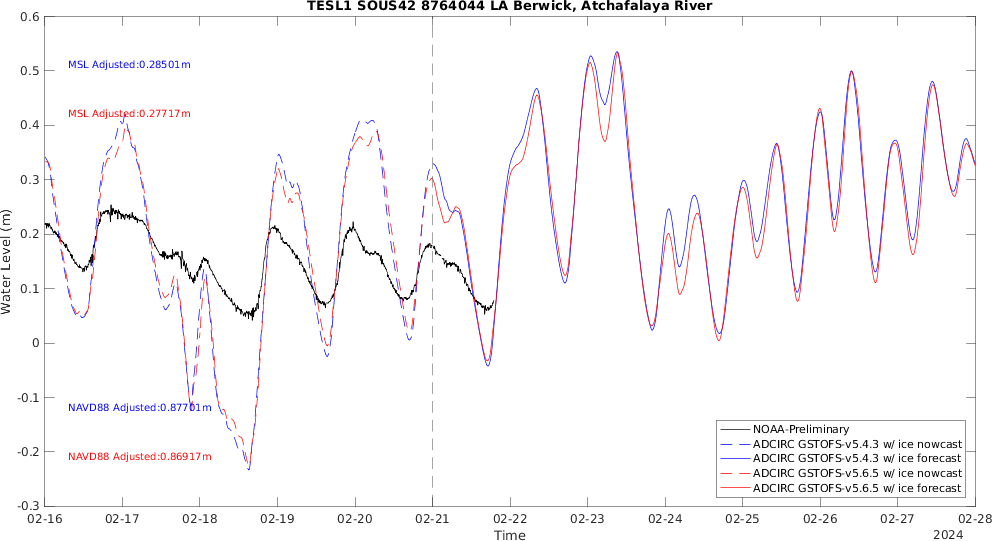 TESL1 SOUS42 8764044 LA Berwick, Atchafalaya River
Water Level (m)
0.6
0.5
0.4
0.3
0.2
0.1
0
-0.1
-0.2
-0.3
MSL Adjusted:0.28501m
MSL Adjusted:0.27717m
NAVD88 Adjusted:0.87701m
NAVD88 Adjusted:0.86917m
NOAA-Preliminary
ADCIRC GSTOFS-v5.4.3 w/ ice nowcast
ADCIRC GSTOFS-v5.4.3 w/ ice forecast
ADCIRC GSTOFS-v5.6.5 w/ ice nowcast
ADCIRC GSTOFS-v5.6.5 w/ ice forecast
02-16 02-17 02-18 02-19 02-20 02-21 02-22 02-23 02-24 02-25 02-26 02-27 02-28
Time
2024